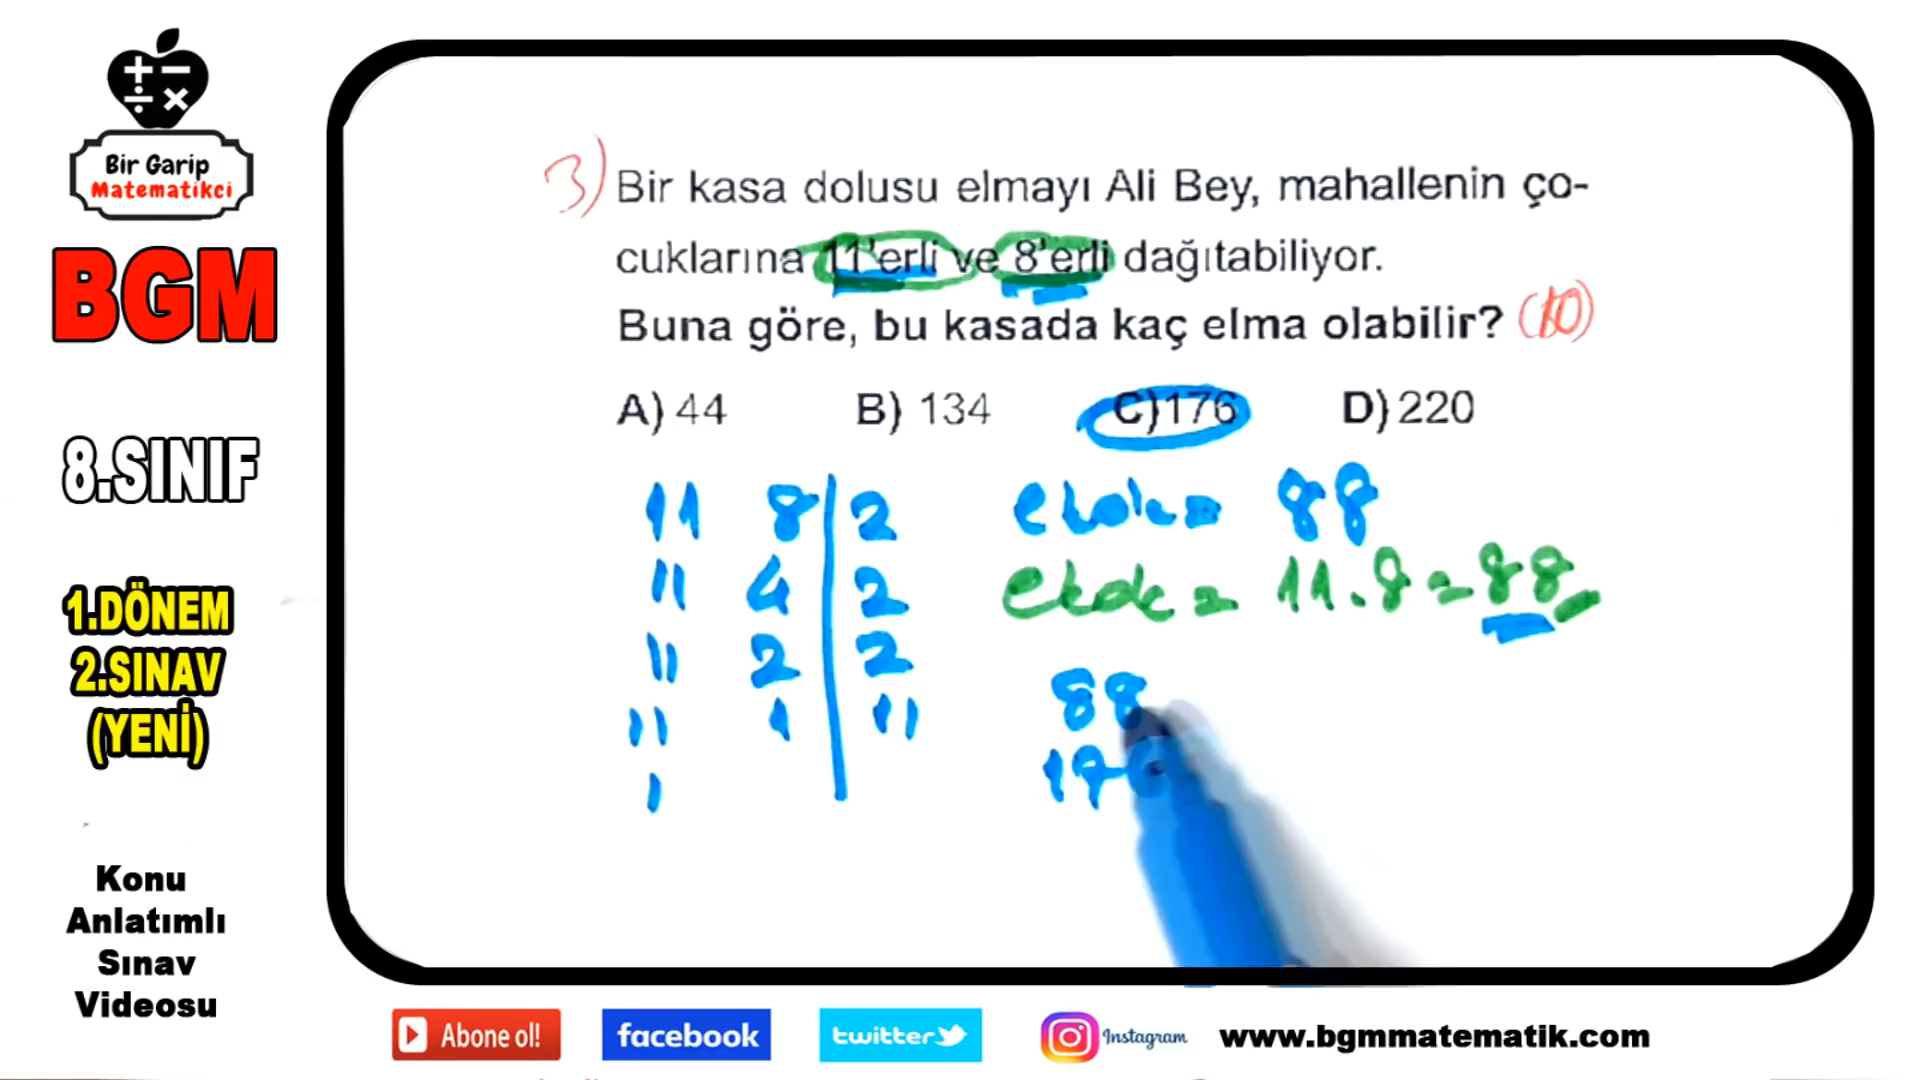 Bir Garip
Matematikci
BGM
8.SINIF
1.DÖNEM
2.SINAV
(YENİ)
Konu
Anlatımlı
Sınav
Videosu
3) Bir kasa dolusu elmayı Ali Bey, mahallenin ço-
cuklarına 11'erli ve 8'erli dağıtabiliyor.
Buna göre, bu kasada kaç elma olabilir? (10)
A) 44 B) 134 C) 176 D) 220
11 8 2
11 4 2
11 2 2
11 1 11
1
ekok = 88
ekok = 11.8 = 88
88
176
Abone ol!
facebook
twitter
Instagram
www.bgmmatematik.com